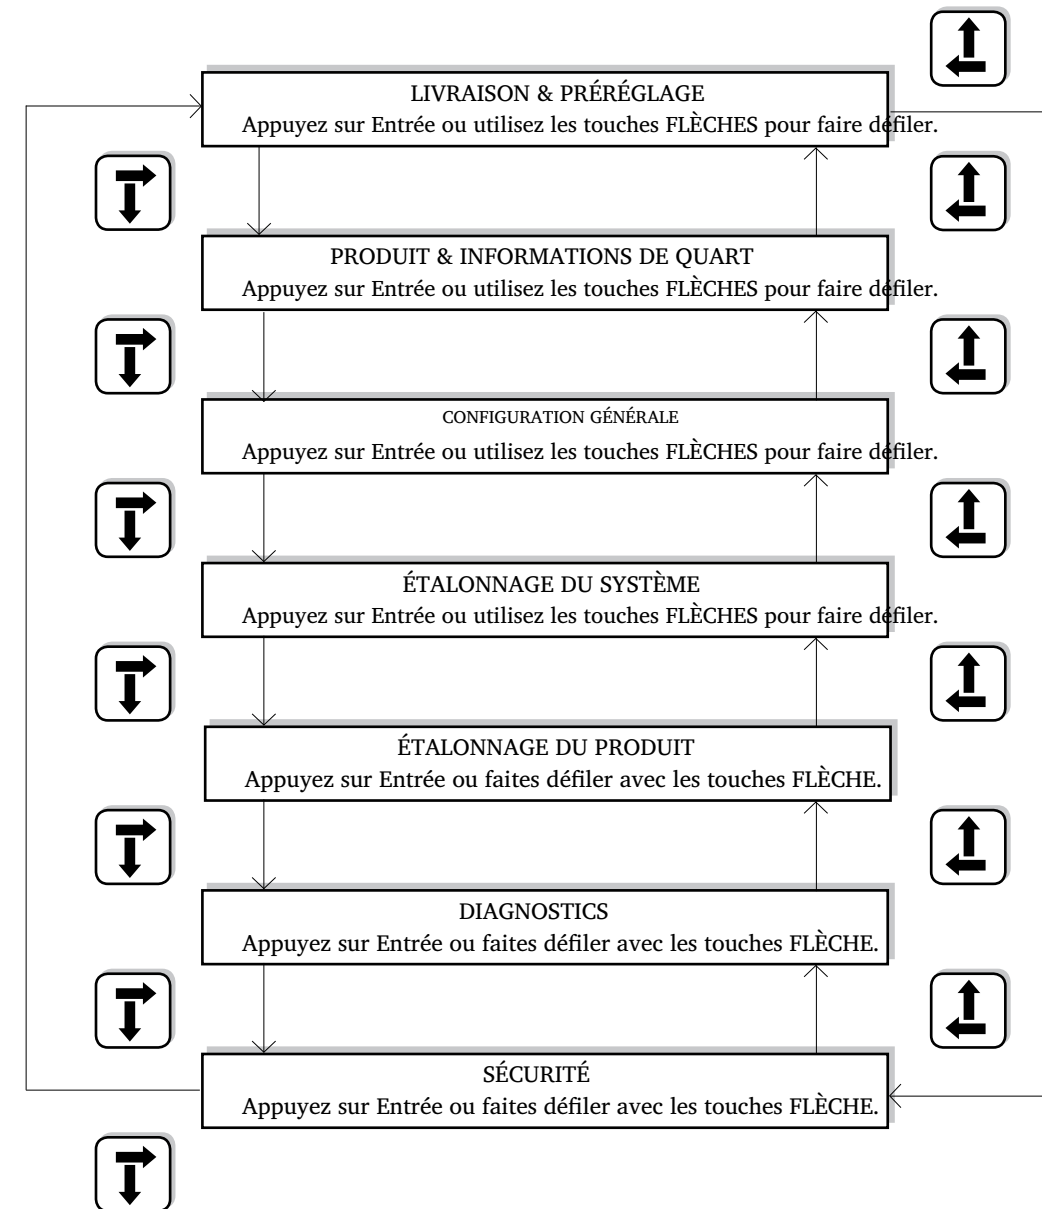 LIVRAISON & PRÉRÉGLAGE
Appuyez sur Entrée ou utilisez les touches FLÈCHES pour faire défiler.
PRODUIT & INFORMATIONS DE QUART
Appuyez sur Entrée ou utilisez les touches FLÈCHES pour faire défiler.
CONFIGURATION GÉNÉRALE
Appuyez sur Entrée ou utilisez les touches FLÈCHES pour faire défiler.
ÉTALONNAGE DU SYSTÈME
Appuyez sur Entrée ou utilisez les touches FLÈCHES pour faire défiler.
ÉTALONNAGE DU PRODUIT
Appuyez sur Entrée ou faites défiler avec les touches FLÈCHE.
DIAGNOSTICS
Appuyez sur Entrée ou faites défiler avec les touches FLÈCHE.
SÉCURITÉ
Appuyez sur Entrée ou faites défiler avec les touches FLÈCHE.